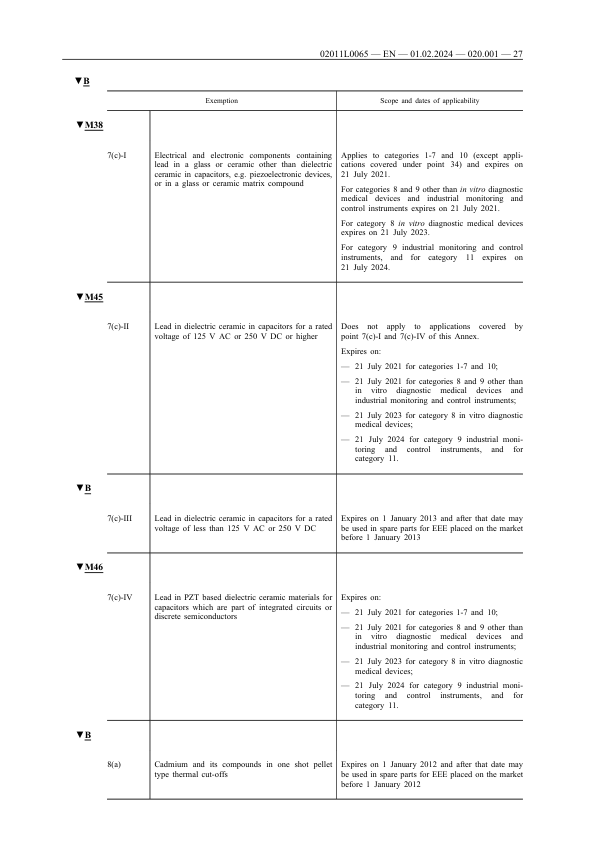 02011L0065 — EN — 01.02.2024 — 020.001 — 27
▼B
Exemption Scope and dates of applicability
▼M38
7(c)-I Electrical and electronic components containing
lead in a glass or ceramic other than dielectric
ceramic in capacitors, e.g. piezoelectronic devices,
or in a glass or ceramic matrix compound
Applies to categories 1-7 and 10 (except appli-
cations covered under point 34) and expires on
21 July 2021.
For categories 8 and 9 other than in vitro diagnostic
medical devices and industrial monitoring and
control instruments expires on 21 July 2021.
For category 8 in vitro diagnostic medical devices
expires on 21 July 2023.
For category 9 industrial monitoring and control
instruments, and for category 11 expires on
21 July 2024.
▼M45
7(c)-II Lead in dielectric ceramic in capacitors for a rated
voltage of 125 V AC or 250 V DC or higher
Does not apply to applications covered by
point 7(c)-I and 7(c)-IV of this Annex.
Expires on:
— 21 July 2021 for categories 1-7 and 10;
— 21 July 2021 for categories 8 and 9 other than
in vitro diagnostic medical devices and
industrial monitoring and control instruments;
— 21 July 2023 for category 8 in vitro diagnostic
medical devices;
— 21 July 2024 for category 9 industrial moni-
toring and control instruments, and for
category 11.
▼B
7(c)-III Lead in dielectric ceramic in capacitors for a rated
voltage of less than 125 V AC or 250 V DC
Expires on 1 January 2013 and after that date may
be used in spare parts for EEE placed on the market
before 1 January 2013
▼M46
7(c)-IV Lead in PZT based dielectric ceramic materials for
capacitors which are part of integrated circuits or
discrete semiconductors
Expires on:
— 21 July 2021 for categories 1-7 and 10;
— 21 July 2021 for categories 8 and 9 other than
in vitro diagnostic medical devices and
industrial monitoring and control instruments;
— 21 July 2023 for category 8 in vitro diagnostic
medical devices;
— 21 July 2024 for category 9 industrial moni-
toring and control instruments, and for
category 11.
▼B
8(a) Cadmium and its compounds in one shot pellet
type thermal cut-offs
Expires on 1 January 2012 and after that date may
be used in spare parts for EEE placed on the market
before 1 January 2012